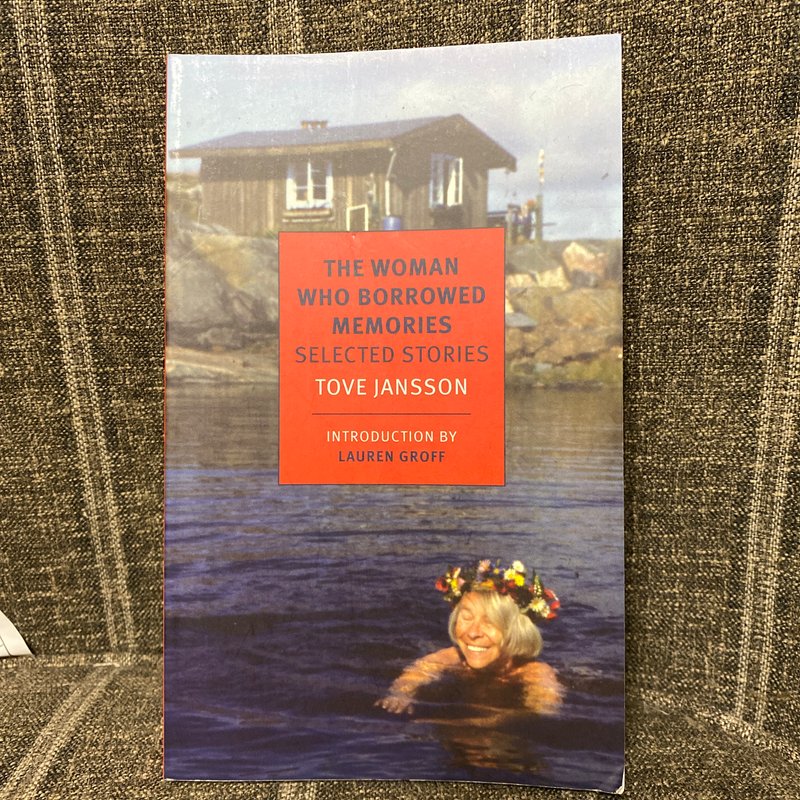 THE WOMAN
WHO BORROWED
MEMORIES
SELECTED STORIES
TOVE JANSSON
INTRODUCTION BY
LAUREN GROFF